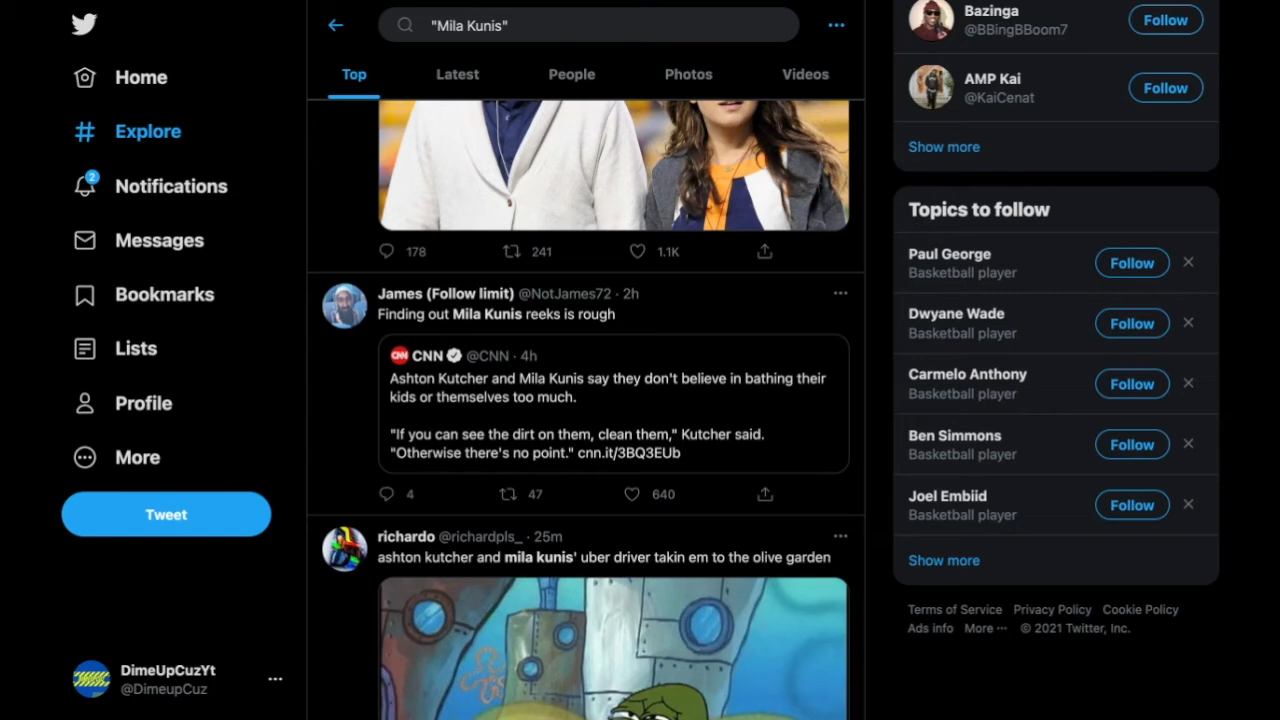 Home
Explore
2
Notifications
Messages
Bookmarks
Lists
Profile
More
Tweet
DimeUpCuzYt
@DimeupCuz
"Mila Kunis"
Top Latest People Photos Videos
178 241 1.1K
James (Follow limit) @NotJames72 · 2h
Finding out Mila Kunis reeks is rough
CNN CNN @CNN · 4h
Ashton Kutcher and Mila Kunis say they don't believe in bathing their
kids or themselves too much.
"If you can see the dirt on them, clean them," Kutcher said.
"Otherwise there's no point." cnn.it/3BQ3EUb
4 47 640
richardo @richardpls_ · 25m
ashton kutcher and mila kunis' uber driver takin em to the olive garden
Bazinga
@BBingBBoom7
Follow
AMP Kai
@KaiCenat
Follow
Show more
Topics to follow
Paul George
Basketball player
Follow
Dwyane Wade
Basketball player
Follow
Carmelo Anthony
Basketball player
Follow
Ben Simmons
Basketball player
Follow
Joel Embiid
Basketball player
Follow
Show more
Terms of Service Privacy Policy Cookie Policy
Ads info More ··· © 2021 Twitter, Inc.